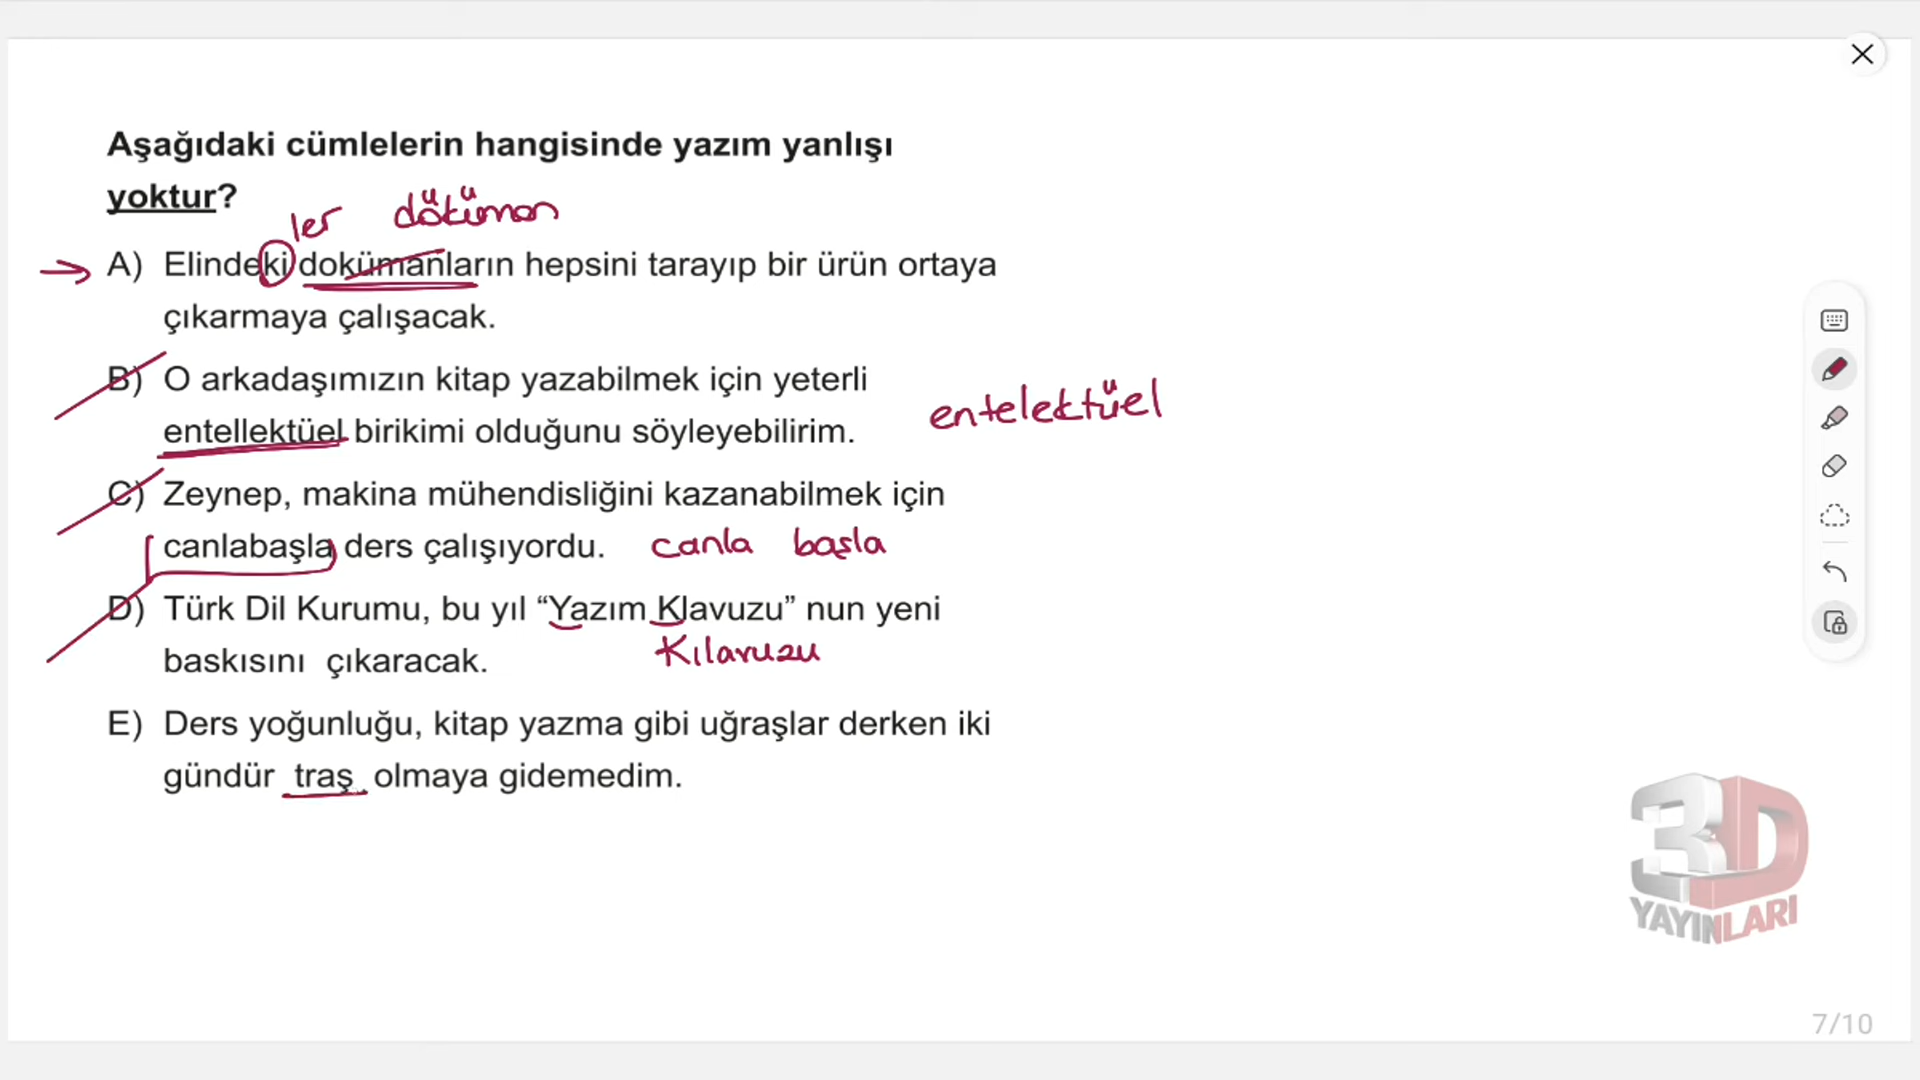 Aşağıdaki cümlelerin hangisinde yazım yanlışı
yoktur?
ler döküman
A) Elindeki dokümanların hepsini tarayıp bir ürün ortaya
çıkarmaya çalışacak.
B) O arkadaşımızın kitap yazabilmek için yeterli
entellektüel birikimi olduğunu söyleyebilirim.
entelektüel
C) Zeynep, makina mühendisliğini kazanabilmek için
canlabaşla ders çalışıyordu. canla başla
D) Türk Dil Kurumu, bu yıl “Yazım Klavuzu” nun yeni
baskısını çıkaracak.
Kılavuzu
E) Ders yoğunluğu, kitap yazma gibi uğraşlar derken iki
gündür traş olmaya gidemedim.
3D
YAYINLARI
7/10